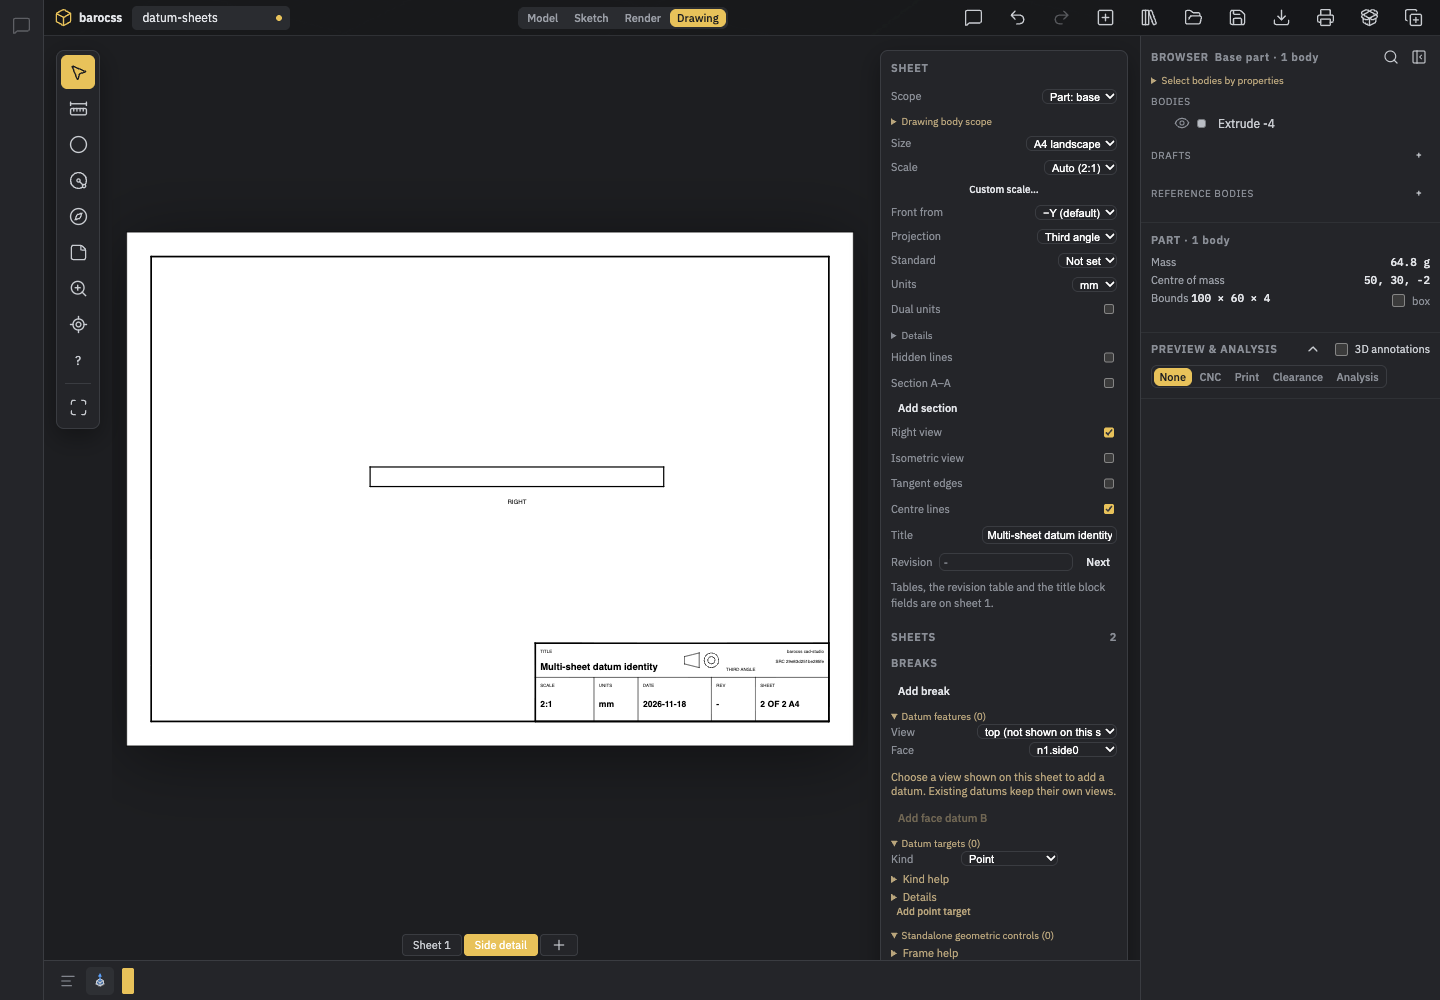 barocss
datum-sheets
Model Sketch Render Drawing
SHEET
Scope Part: base
Drawing body scope
Size A4 landscape
Scale Auto (2:1)
Custom scale...
Front from −Y (default)
Projection Third angle
Standard Not set
Units mm
Dual units
Details
Hidden lines
Section A–A
Add section
Right view
Isometric view
Tangent edges
Centre lines
Title Multi-sheet datum identity
Revision - Next
Tables, the revision table and the title block
fields are on sheet 1.
SHEETS 2
BREAKS
Add break
Datum features (0)
View top (not shown on this s
Face n1.side0
Choose a view shown on this sheet to add a
datum. Existing datums keep their own views.
Add face datum B
Datum targets (0)
Kind Point
Kind help
Details
Add point target
Standalone geometric controls (0)
Frame help
BROWSER Base part · 1 body
Select bodies by properties
BODIES
Extrude -4
DRAFTS +
REFERENCE BODIES +
PART · 1 body
Mass 64.8 g
Centre of mass 50, 30, -2
Bounds 100 × 60 × 4 box
PREVIEW & ANALYSIS 3D annotations
None CNC Print Clearance Analysis
?
RIGHT
TITLE
Multi-sheet datum identity
THIRD ANGLE
barocss cad-studio
SCALE UNITS DATE REV SHEET
2:1 mm 2026-11-18 - 2 OF 2 A4
Sheet 1 Side detail +